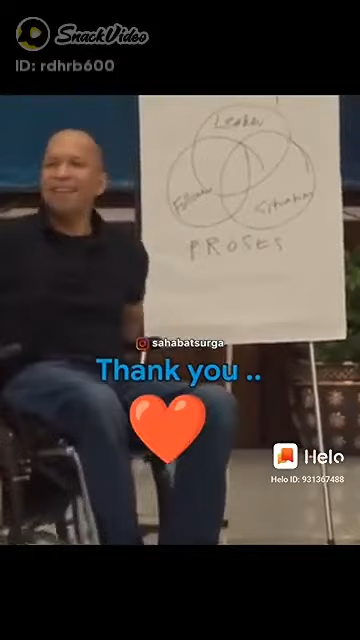 SnackVideo
ID: rdhrb600
Leader
Follower
Situation
PROSES
sahabatsurga
Thank you ..
Helo
Helo ID: 931367488